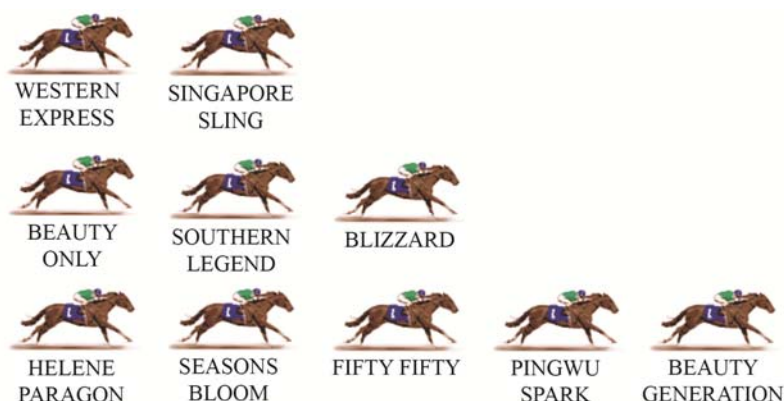 WESTERN EXPRESS
SINGAPORE SLING
BEAUTY ONLY
SOUTHERN LEGEND
BLIZZARD
HELENE PARAGON
SEASONS BLOOM
FIFTY FIFTY
PINGWU SPARK
BEAUTY GENERATION